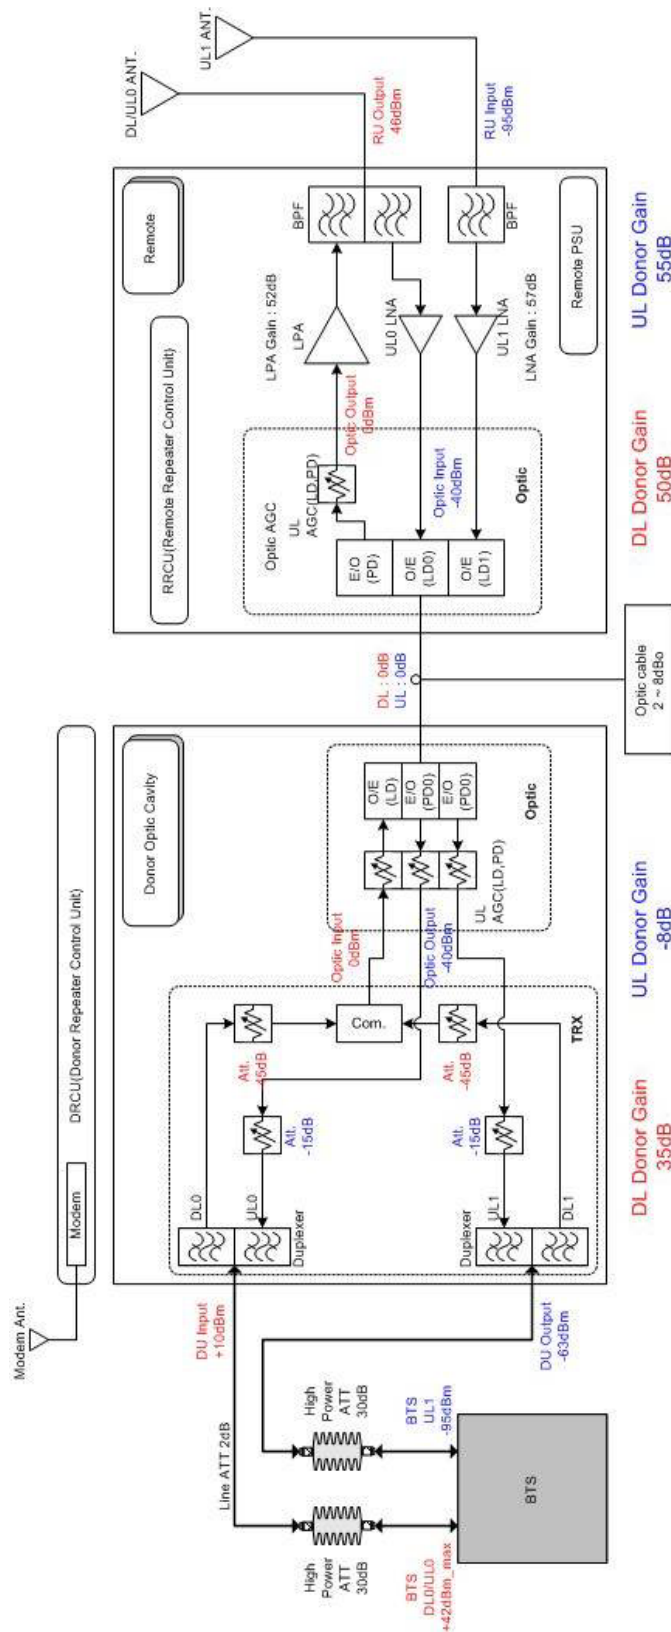 Modem Ant.
Modem
DRCU(Donor Repeater Control Unit)
Donor Optic Cavity
High
Power
ATT
30dB
BTS
DL0/UL0
+42dBm_max
Line ATT 2dB
High
Power
ATT
30dB
BTS
UL1
-95dBm
BTS
DU Input
+10dBm
DU Output
-63dBm
DL0
UL0
Duplexer
Duplexer
UL1
DL1
Att.
-45dB
Att.
-15dB
Com.
Att.
-45dB
Att.
-15dB
TRX
Optic Input
0dBm
Optic Output
-40dBm
O/E
(LD)
E/O
(PD0)
E/O
(PD0)
UL
AGC(LD,PD)
Optic
DL : 0dB
UL : 0dB
Optic cable
2 ~ 8dBo
RRCU(Remote Repeater Control Unit)
Remote
Optic AGC
UL
AGC(LD,PD)
E/O
(PD)
O/E
(LD0)
O/E
(LD1)
Optic Output
0dBm
Optic Input
-40dBm
Optic
LPA Gain : 52dB
LPA
UL0 LNA
UL1 LNA
LNA Gain : 57dB
BPF
BPF
Remote PSU
RU Output
46dBm
RU Input
-95dBm
DL/UL0 ANT.
UL1 ANT.
DL Donor Gain
35dB
UL Donor Gain
-8dB
DL Donor Gain
50dB
UL Donor Gain
55dB